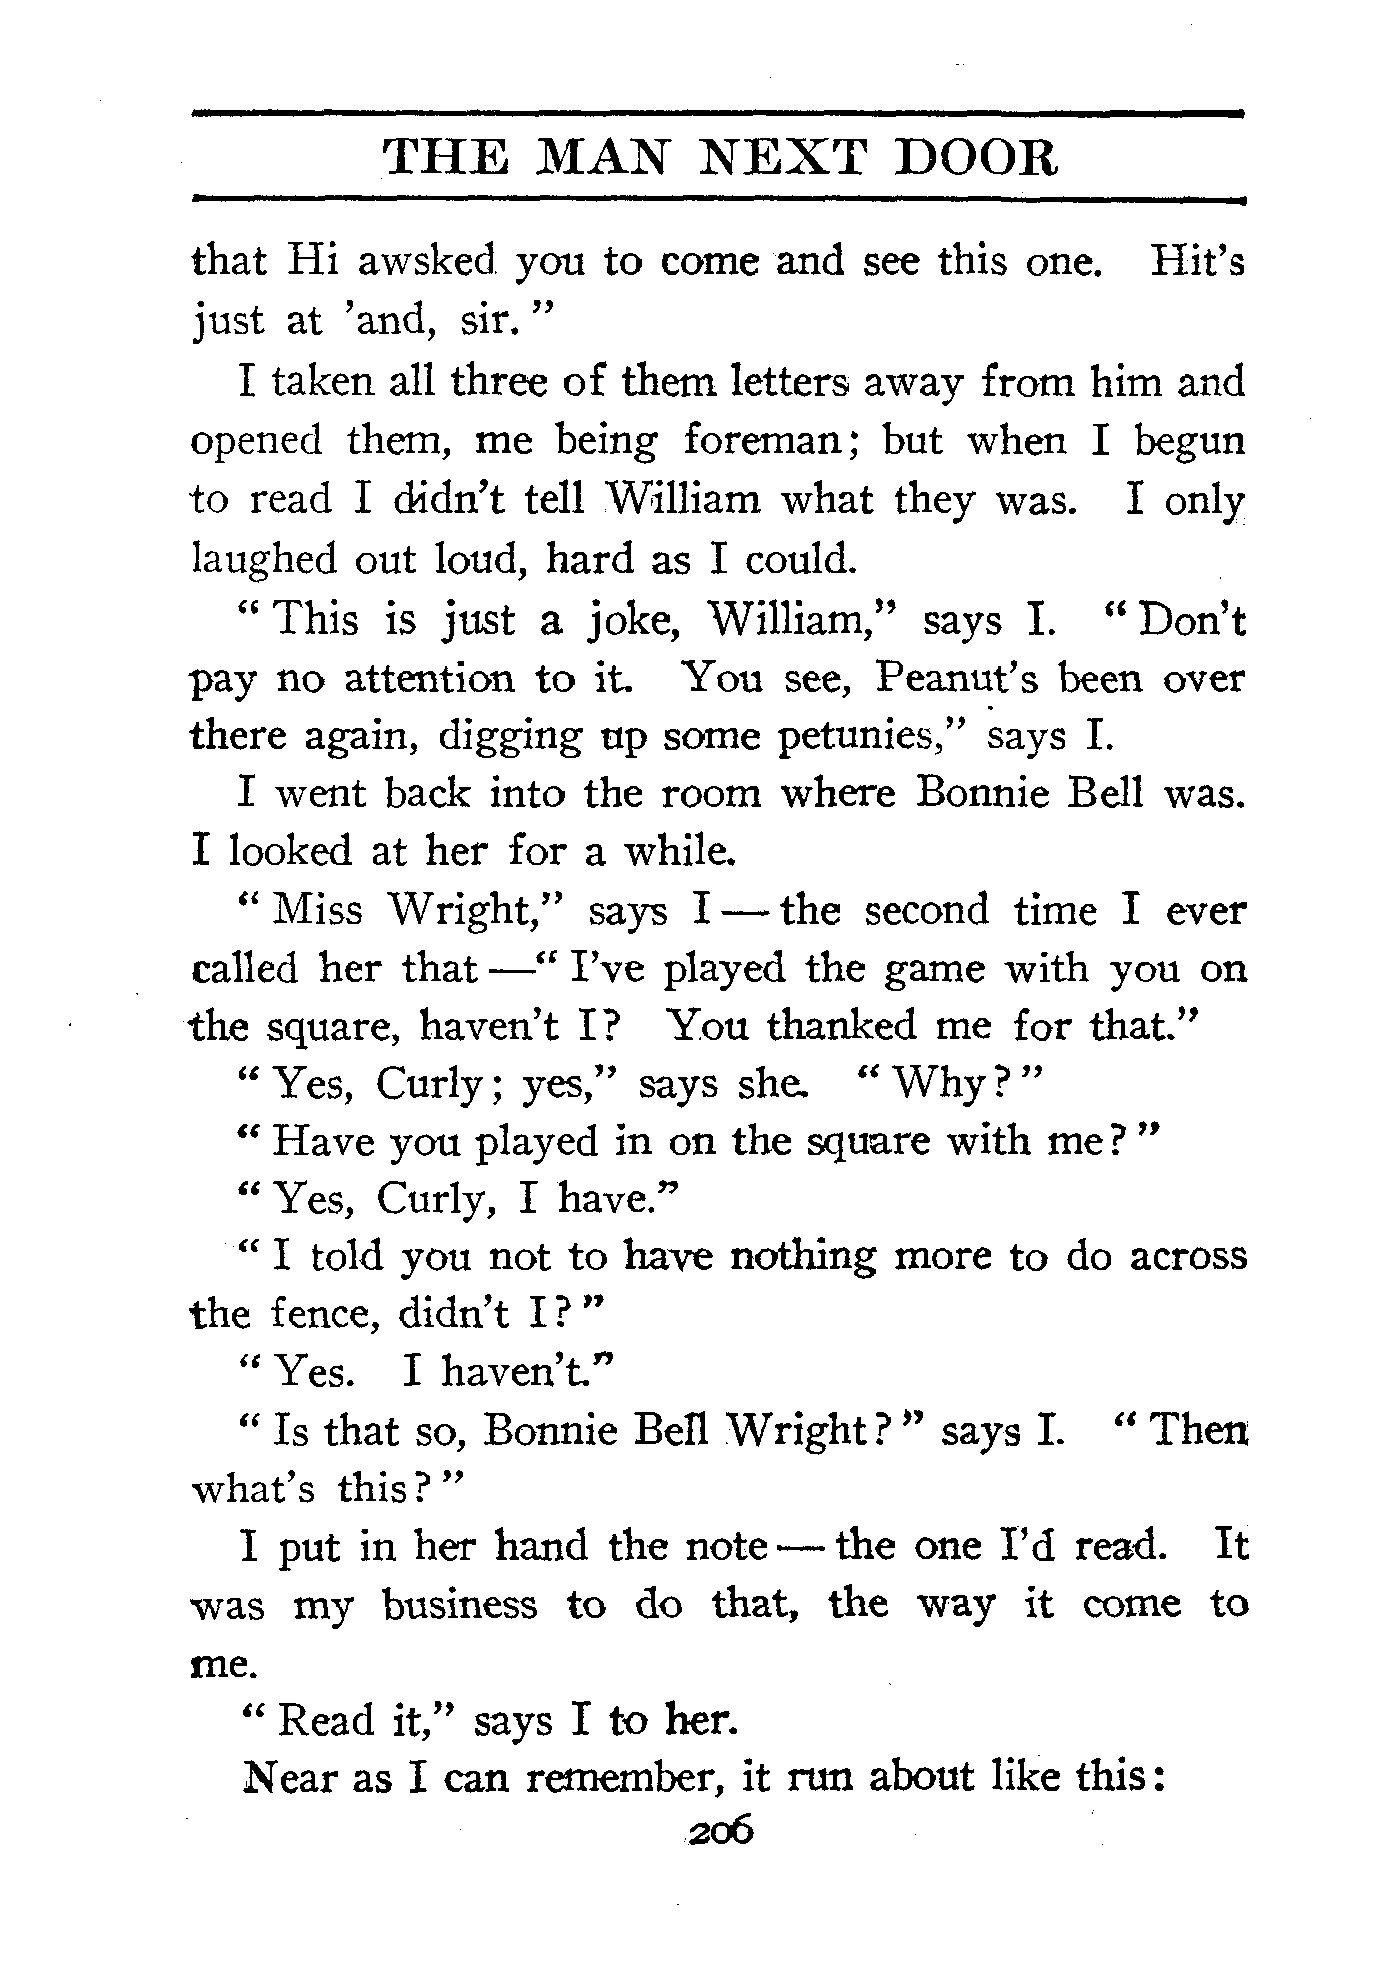 THE MAN NEXT DOOR
that Hi awsked you to come and see this one. Hit's
just at 'and, sir."
I taken all three of them letters away from him and
opened them, me being foreman; but when I begun
to read I didn't tell William what they was. I only
laughed out loud, hard as I could.
"This is just a joke, William," says I. "Don't
pay no attention to it. You see, Peanut's been over
there again, digging up some petunies," says I.
I went back into the room where Bonnie Bell was.
I looked at her for a while.
"Miss Wright," says I — the second time I ever
called her that — "I've played the game with you on
the square, haven't I? You thanked me for that."
"Yes, Curly; yes," says she. "Why?"
"Have you played in on the square with me?"
"Yes, Curly, I have."
"I told you not to have nothing more to do across
the fence, didn't I?"
"Yes. I haven't."
"Is that so, Bonnie Bell Wright?" says I. "Then
what's this?"
I put in her hand the note — the one I'd read. It
was my business to do that, the way it come to
me.
"Read it," says I to her.
Near as I can remember, it run about like this:
206